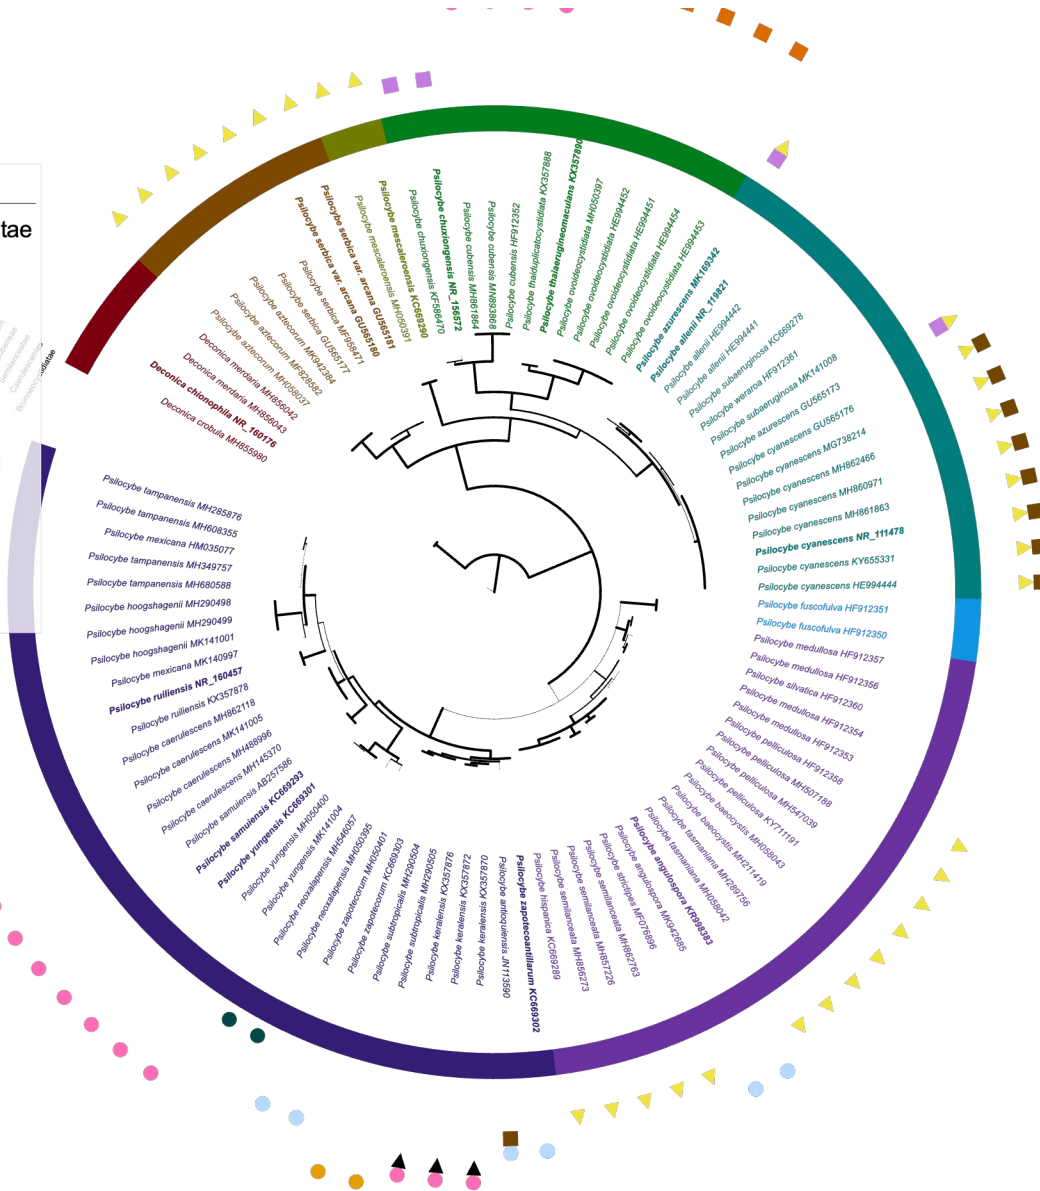 tae
Deconica crobula MH855980
Deconica chionophila NR_160176
Deconica merdaria MH856043
Deconica merdaria MH856042
Psilocybe aztecorum MH058037
Psilocybe aztecorum MF928582
Psilocybe aztecorum MK942384
Psilocybe serbica GU565177
Psilocybe serbica MF958471
Psilocybe serbica var. arcana GU565180
Psilocybe serbica var. arcana GU565181
Psilocybe mescaleroensis MH050391
Psilocybe mescaleroensis KC669290
Psilocybe chuxiongensis KF586470
Psilocybe chuxiongensis NR_156572
Psilocybe cubensis MH861864
Psilocybe cubensis MN893868
Psilocybe cubensis HF912352
Psilocybe thaiduplicatocystidiata KX357888
Psilocybe thaiaerugineomaculans KX357890
Psilocybe ovoideocystidiata MH050397
Psilocybe ovoideocystidiata HE994452
Psilocybe ovoideocystidiata HE994451
Psilocybe ovoideocystidiata HE994454
Psilocybe ovoideocystidiata HE994453
Psilocybe azurescens MK169342
Psilocybe allenii NR_119821
Psilocybe allenii HE994442
Psilocybe allenii HE994441
Psilocybe subaeruginosa KC669278
Psilocybe weraroa HF912361
Psilocybe subaeruginosa MK141008
Psilocybe azurescens GU565173
Psilocybe cyanescens GU565176
Psilocybe cyanescens MG738214
Psilocybe cyanescens MH862466
Psilocybe cyanescens MH860971
Psilocybe cyanescens MH861863
Psilocybe cyanescens NR_111478
Psilocybe cyanescens KY655331
Psilocybe cyanescens HE994444
Psilocybe fuscofulva HF912351
Psilocybe fuscofulva HF912350
Psilocybe medullosa HF912357
Psilocybe medullosa HF912356
Psilocybe silvatica HF912360
Psilocybe medullosa HF912354
Psilocybe medullosa HF912353
Psilocybe pelliculosa HF912358
Psilocybe pelliculosa MH507188
Psilocybe pelliculosa MH547039
Psilocybe pelliculosa KY711191
Psilocybe baeocystis MH058043
Psilocybe baeocystis MH211419
Psilocybe tasmaniana MH289756
Psilocybe tasmaniana MH058042
Psilocybe angulospora KR998383
Psilocybe angulospora MK942685
Psilocybe strictipes MF076896
Psilocybe semilanceata MH862763
Psilocybe semilanceata MH857226
Psilocybe semilanceata MH856273
Psilocybe hispanica KC669289
Psilocybe zapotecoantillarum KC669302
Psilocybe antioquiensis JN113590
Psilocybe keralensis KX357870
Psilocybe keralensis KX357872
Psilocybe keralensis KX357876
Psilocybe subtropicalis MH290505
Psilocybe subtropicalis MH290504
Psilocybe zapotecorum KC669303
Psilocybe zapotecorum MH050401
Psilocybe neoxalapensis MH050395
Psilocybe neoxalapensis MH546057
Psilocybe yungensis MK141004
Psilocybe yungensis MH050400
Psilocybe yungensis KC669301
Psilocybe samuiensis KC669293
Psilocybe samuiensis AB257586
Psilocybe caerulescens MH145370
Psilocybe caerulescens MH488996
Psilocybe caerulescens MK141005
Psilocybe caerulescens MH862118
Psilocybe ruiliensis KX357878
Psilocybe ruiliensis NR_160457
Psilocybe mexicana MK140997
Psilocybe hoogshagenii MK141001
Psilocybe hoogshagenii MH290499
Psilocybe hoogshagenii MH290498
Psilocybe tampanensis MH680588
Psilocybe tampanensis MH349757
Psilocybe mexicana HM035077
Psilocybe tampanensis MH608355
Psilocybe tampanensis MH285876